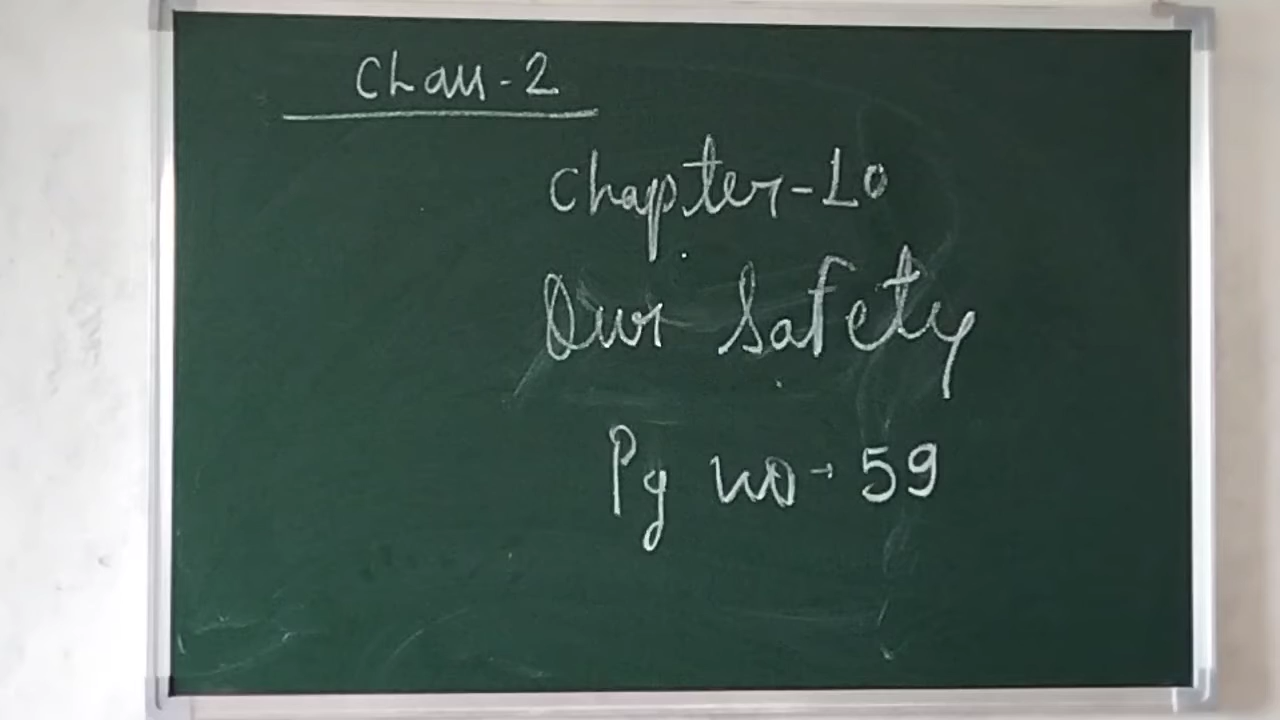 Class-2
Chapter-10
Our Safety
Pg no → 59